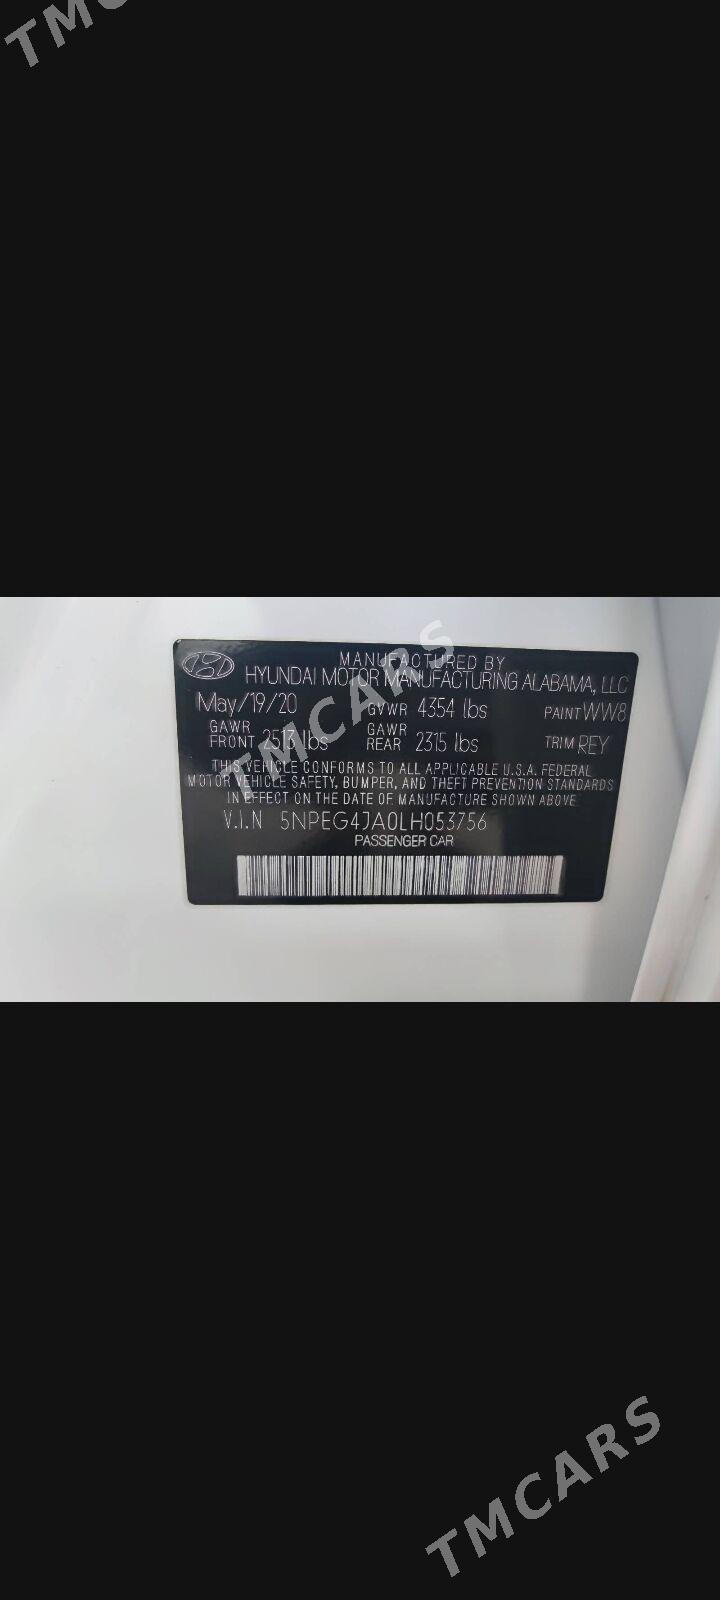 TMCARS
MANUFACTURED BY
HYUNDAI MOTOR MANUFACTURING ALABAMA, LLC
May/19/20 GVWR 4354 lbs PAINT WW8
GAWR FRONT 2513 lbs GAWR REAR 2315 lbs TRIM REY
THIS VEHICLE CONFORMS TO ALL APPLICABLE U.S.A. FEDERAL
MOTOR VEHICLE SAFETY, BUMPER, AND THEFT PREVENTION STANDARDS
IN EFFECT ON THE DATE OF MANUFACTURE SHOWN ABOVE
V.I.N 5NPEG4JA0LH053756
PASSENGER CAR
TMCARS